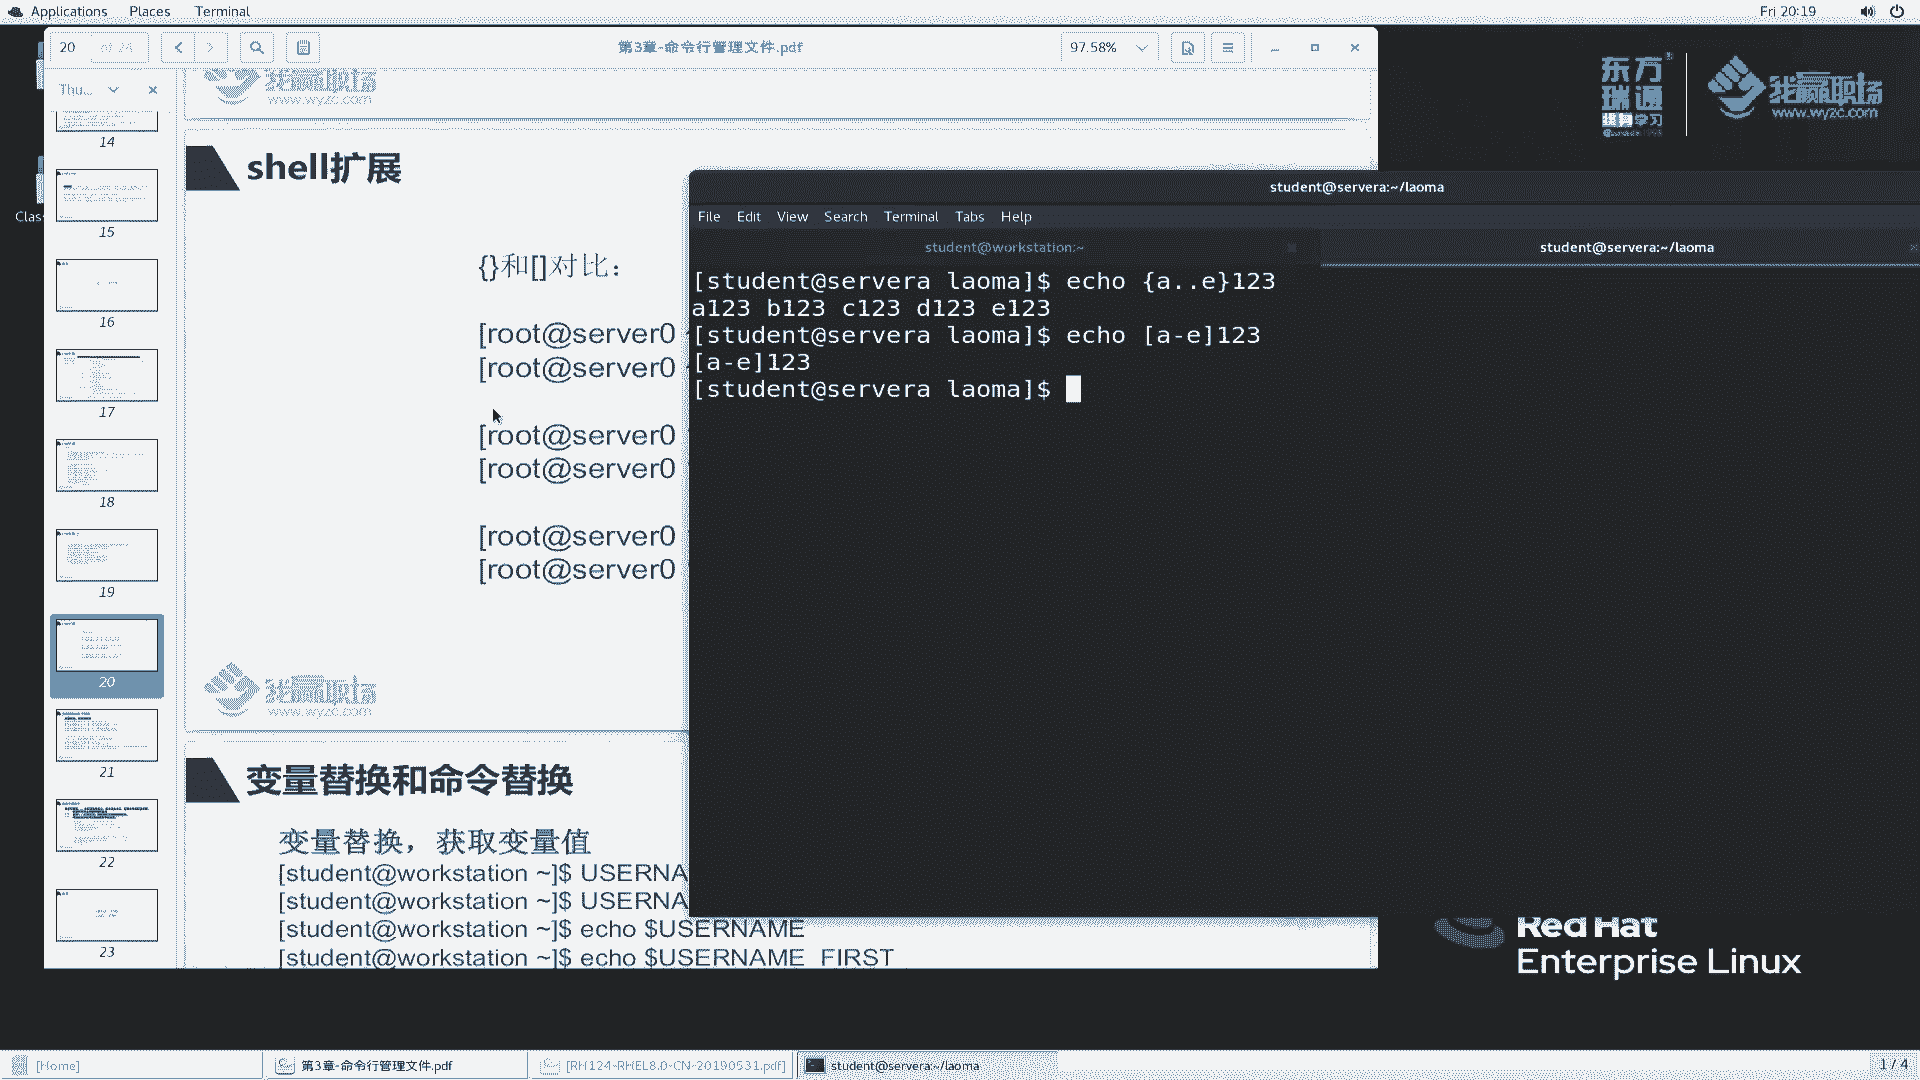 Applications Places Terminal
Fri 20:19
20 of 24
第3章-命令行管理文件.pdf
97.58%
Thu...
14
15
16
17
18
19
20
21
22
23
我赢职场
www.wyzc.com
shell扩展
{}和[]对比：
[root@server0
[root@server0
[root@server0
[root@server0
[root@server0
[root@server0
我赢职场
www.wyzc.com
变量替换和命令替换
变量替换，获取变量值
[student@workstation ~]$ USERNA
[student@workstation ~]$ USERNA
[student@workstation ~]$ echo $USERNAME
[student@workstation ~]$ echo $USERNAME_FIRST
student@servera:~/laoma
File Edit View Search Terminal Tabs Help
student@workstation:~
student@servera:~/laoma
[student@servera laoma]$ echo {a..e}123
a123 b123 c123 d123 e123
[student@servera laoma]$ echo [a-e]123
[a-e]123
[student@servera laoma]$
Clas
东方
瑞通
我赢职场
www.wyzc.com
Red Hat
Enterprise Linux
[Home]
第3章-命令行管理文件.pdf
[RH124-RHEL8.0-CN-20190531.pdf]
student@servera:~/laoma
1 / 4